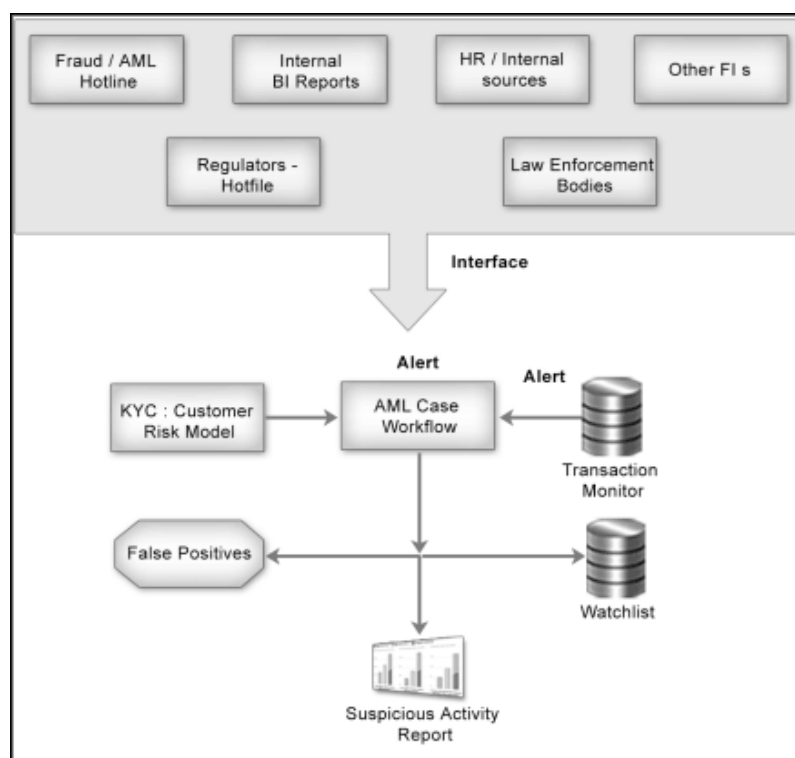 Fraud / AML
Hotline
Internal
BI Reports
HR / Internal
sources
Other FI s
Regulators -
Hotfile
Law Enforcement
Bodies
Interface
Alert
Alert
KYC : Customer
Risk Model
AML Case
Workflow
Transaction
Monitor
False Positives
Watchlist
Suspicious Activity
Report